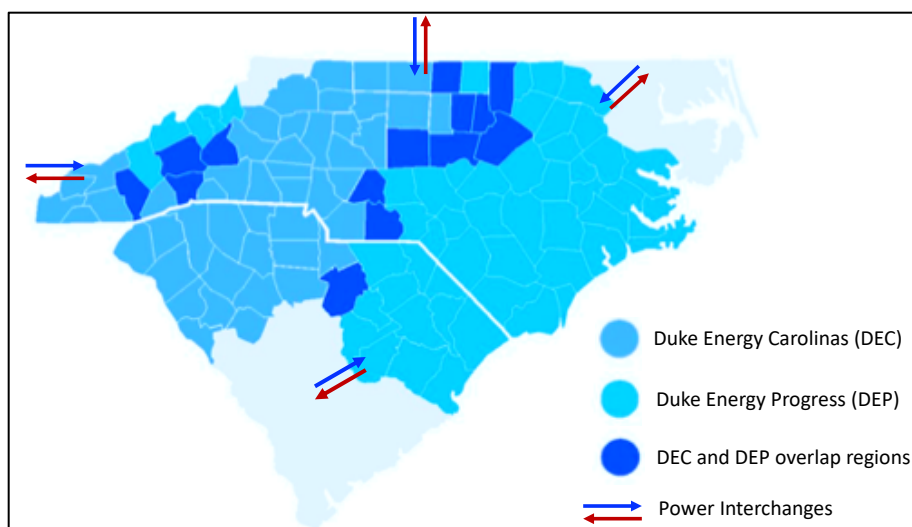 Duke Energy Carolinas (DEC)
Duke Energy Progress (DEP)
DEC and DEP overlap regions
Power Interchanges